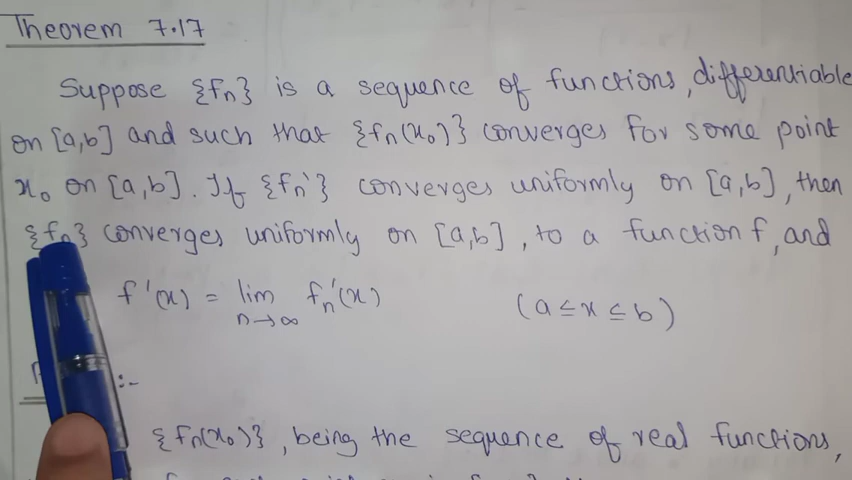 Theorem 7.17
Suppose {fn} is a sequence of functions, differentiable
on [a,b] and such that {fn(x₀)} converges for some point
x₀ on [a,b]. If {fn'} converges uniformly on [a,b], then
{fn} converges uniformly on [a,b], to a function f, and
f'(x) = lim n→∞ fn'(x) (a ≤ x ≤ b)
:-
{fn(x₀)}, being the sequence of real functions,